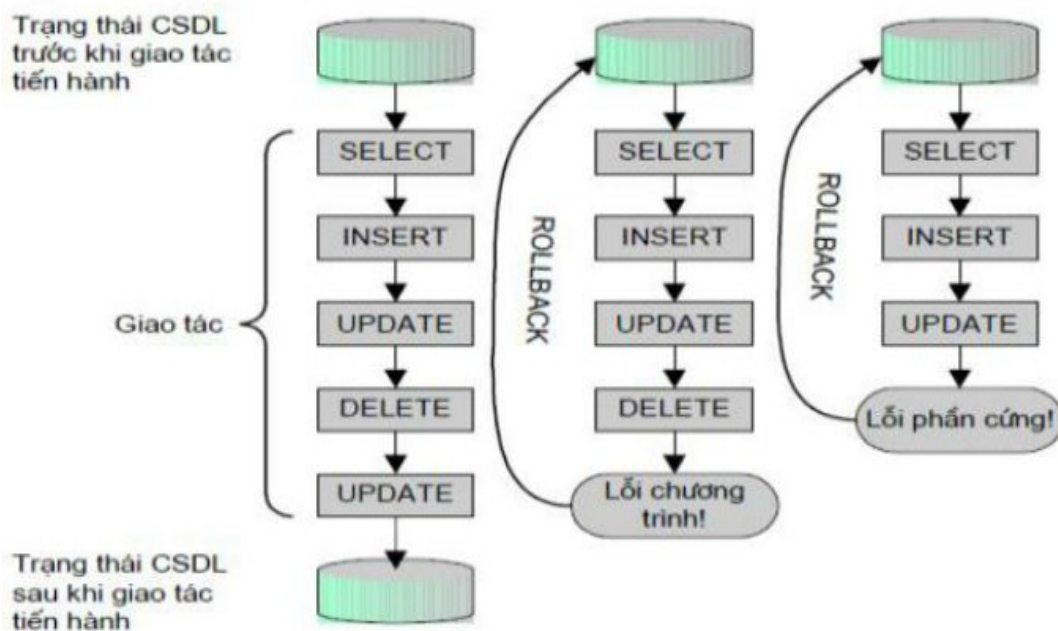 Trạng thái CSDL
trước khi giao tác
tiến hành
Giao tác
SELECT
INSERT
UPDATE
DELETE
UPDATE
Trạng thái CSDL
sau khi giao tác
tiến hành
ROLLBACK
SELECT
INSERT
UPDATE
DELETE
Lỗi chương
trình!
ROLLBACK
SELECT
INSERT
UPDATE
Lỗi phần cứng!